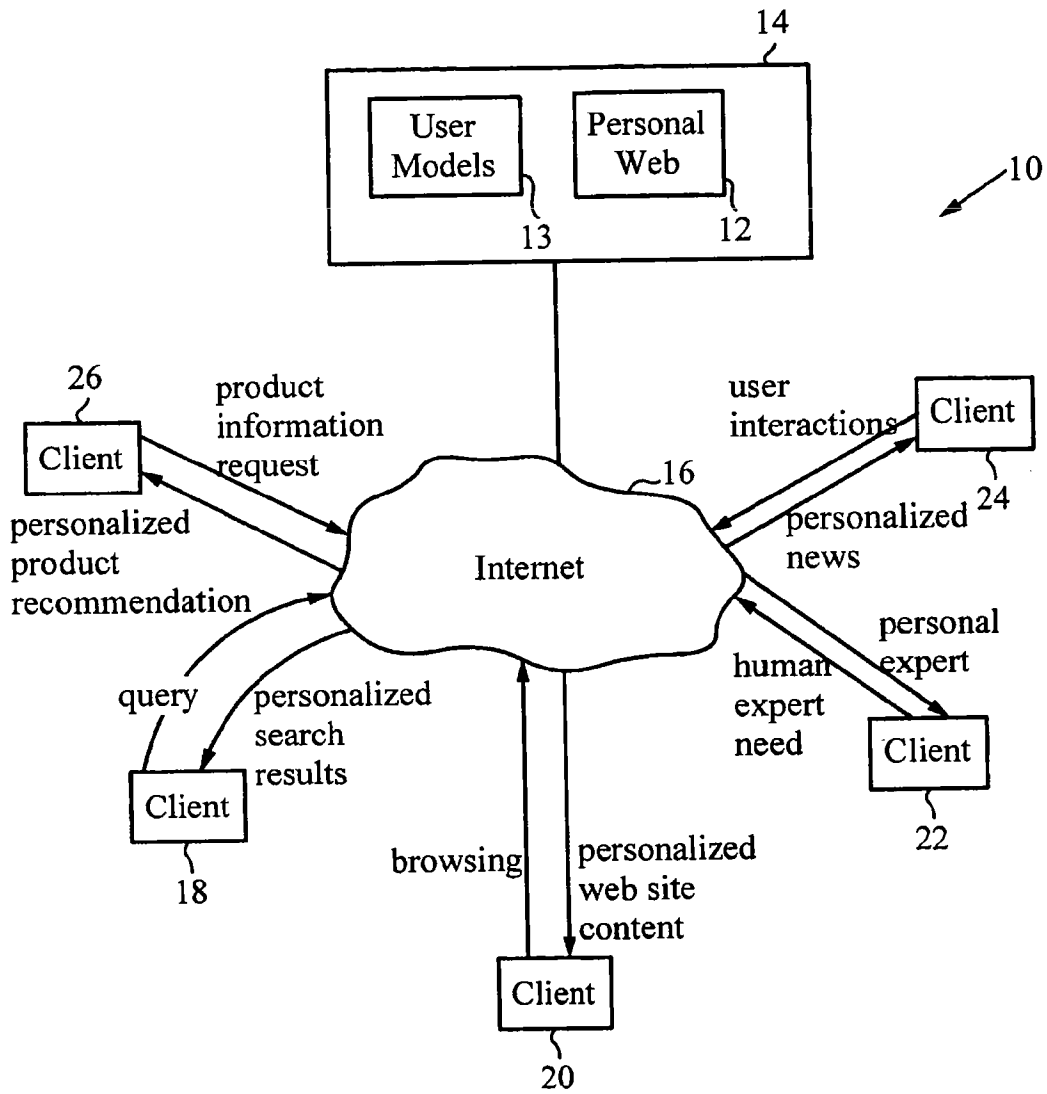 14
User
Models
Personal
Web
13
12
10
26
Client
product
information
request
personalized
product
recommendation
user
interactions
Client
24
personalized
news
16
Internet
query
personalized
search
results
Client
18
browsing
personalized
web site
content
Client
20
human
expert
need
personal
expert
Client
22